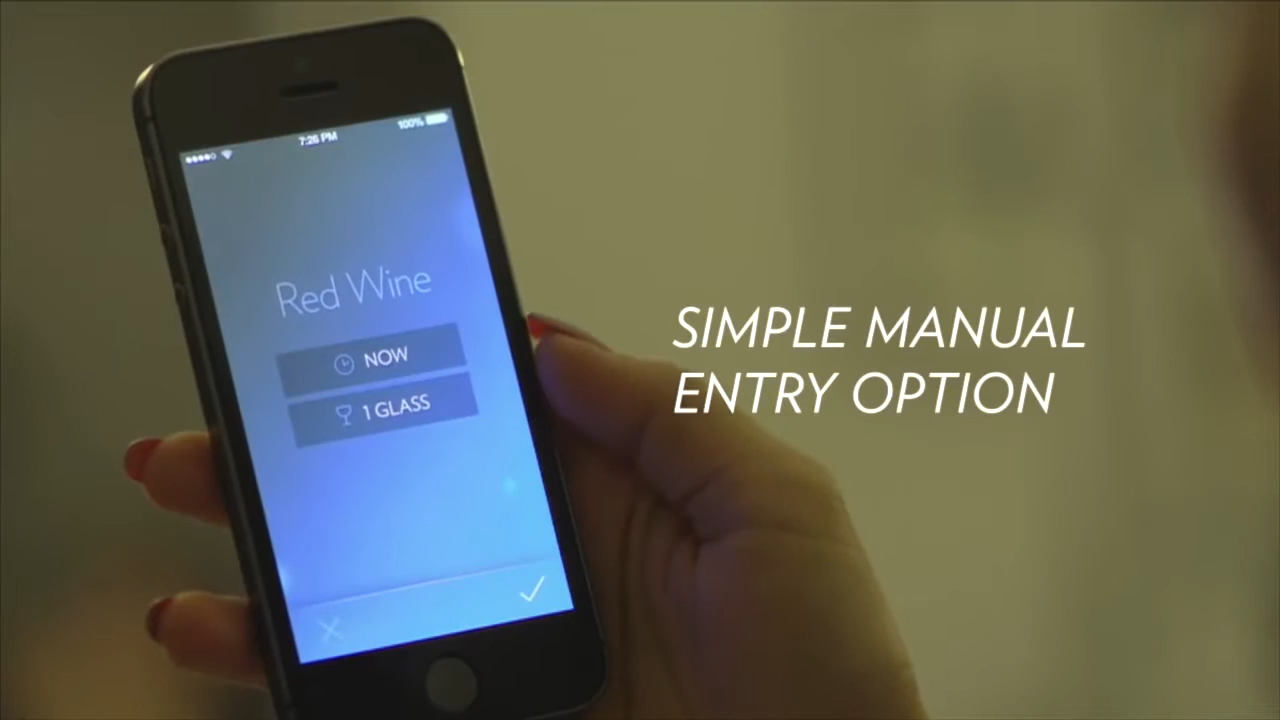 7:26 PM
100%
Red Wine
NOW
1 GLASS
SIMPLE MANUAL
ENTRY OPTION